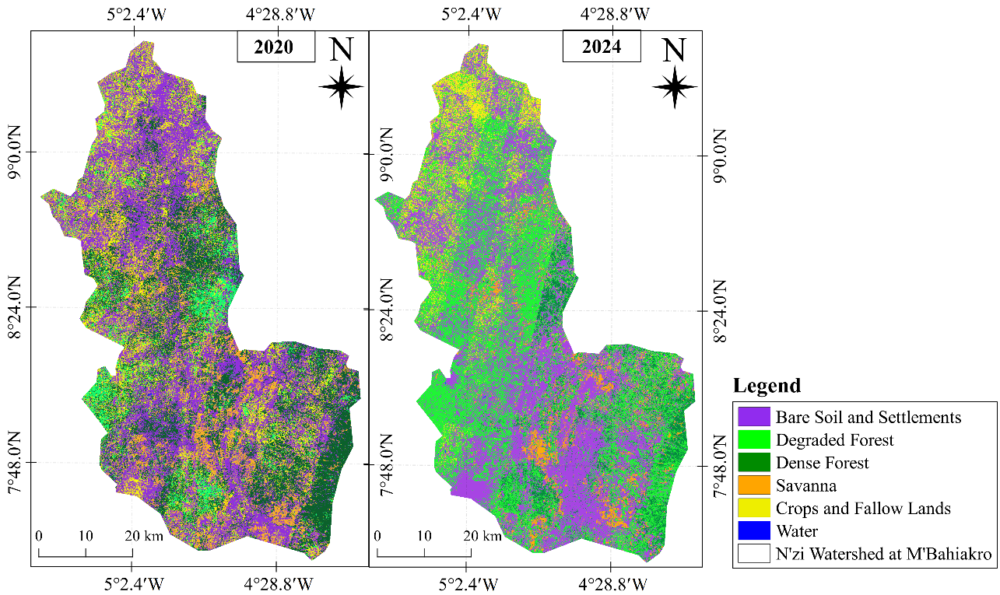 5°2.4′W
4°28.8′W
5°2.4′W
4°28.8′W
2020
N
2024
N
9°0.0′N
9°0.0′N
9°0.0′N
8°24.0′N
8°24.0′N
8°24.0′N
7°48.0′N
7°48.0′N
7°48.0′N
0 10 20 km
0 10 20 km
5°2.4′W
4°28.8′W
5°2.4′W
4°28.8′W
Legend
Bare Soil and Settlements
Degraded Forest
Dense Forest
Savanna
Crops and Fallow Lands
Water
N'zi Watershed at M'Bahiakro